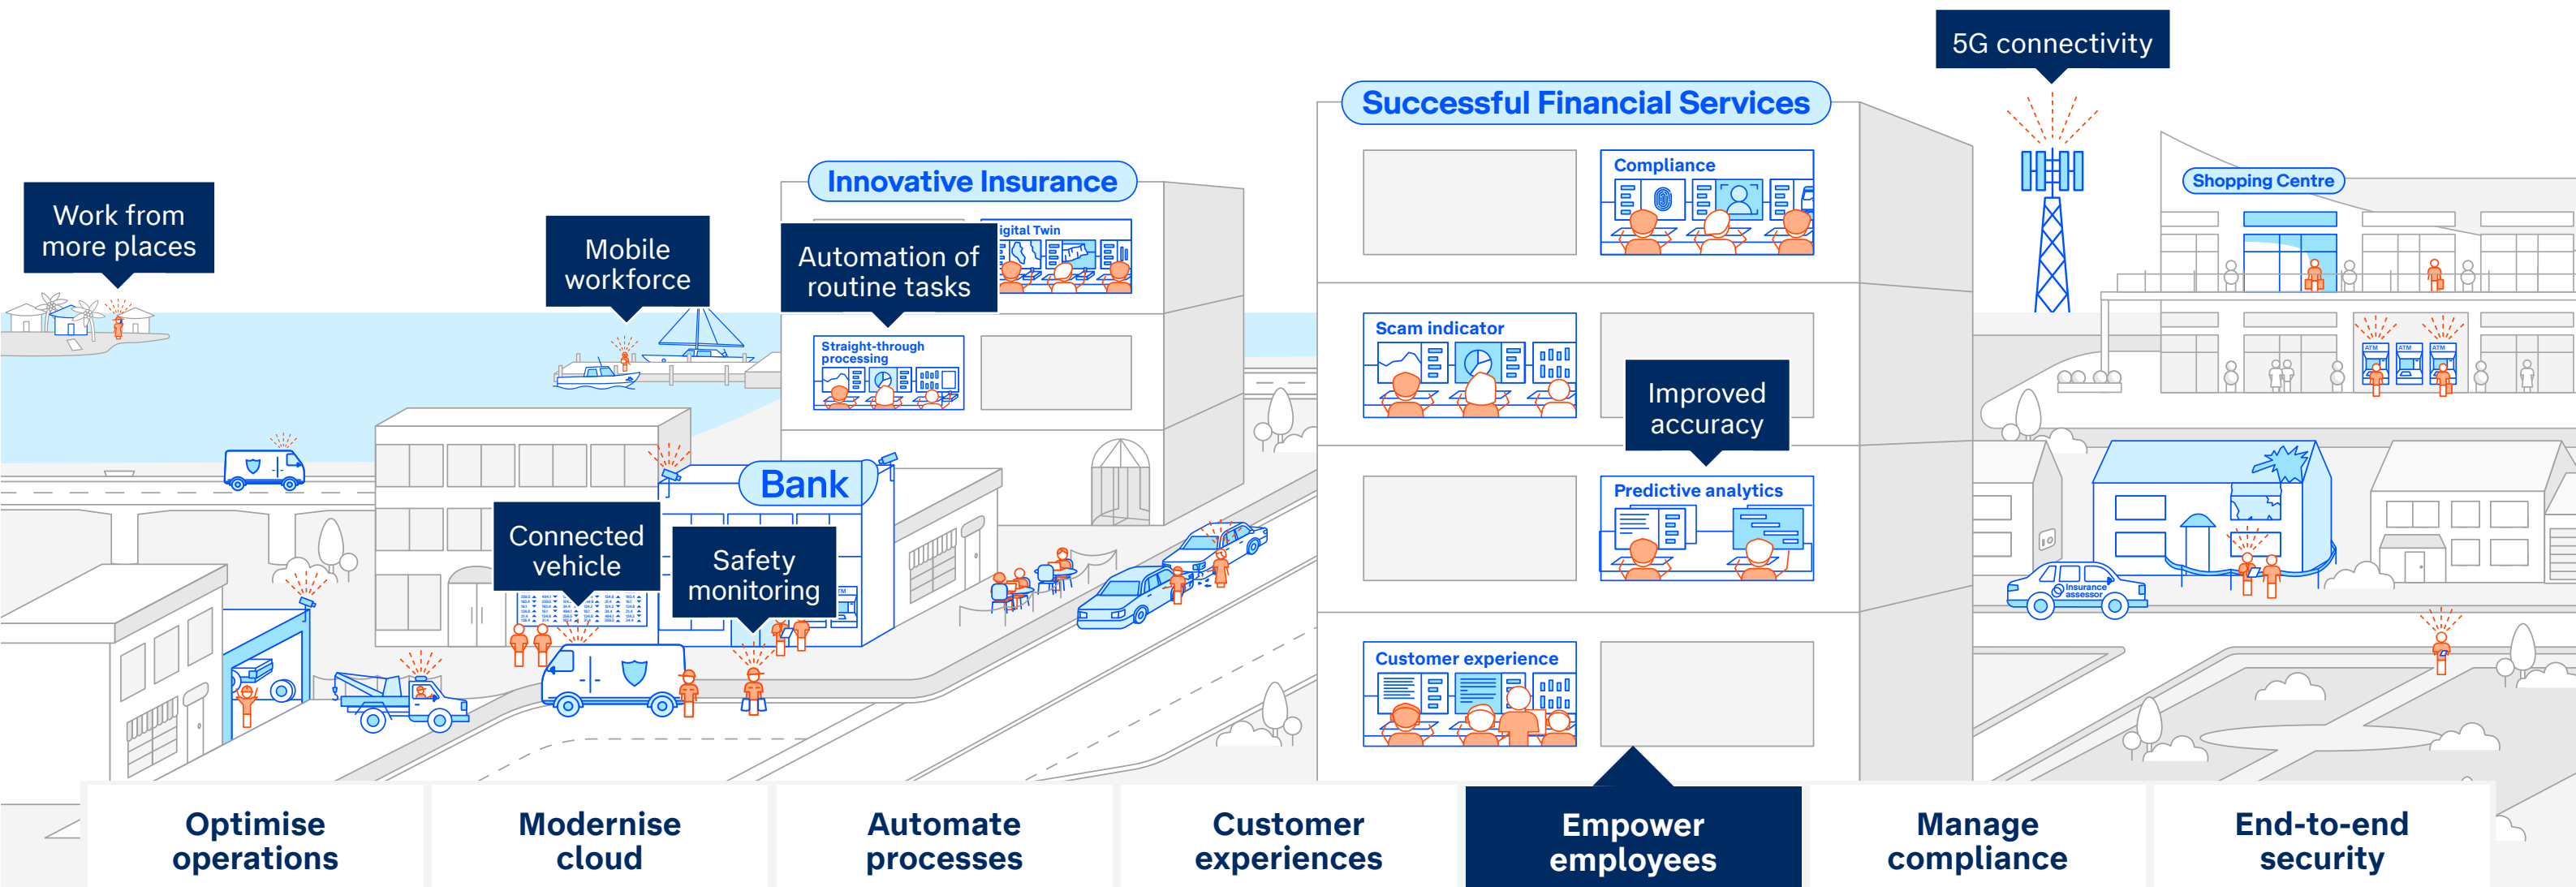 5G connectivity
Successful Financial Services
Compliance
Innovative Insurance
Shopping Centre
Work from
more places
Mobile
workforce
Automation of
routine tasks
igital Twin
Straight-through
processing
Scam indicator
ATM
ATM
ATM
Improved
accuracy
Bank
Predictive analytics
Connected
vehicle
Safety
monitoring
TM
Insurance
assessor
Customer experience
Optimise
operations
Modernise
cloud
Automate
processes
Customer
experiences
Empower
employees
Manage
compliance
End-to-end
security